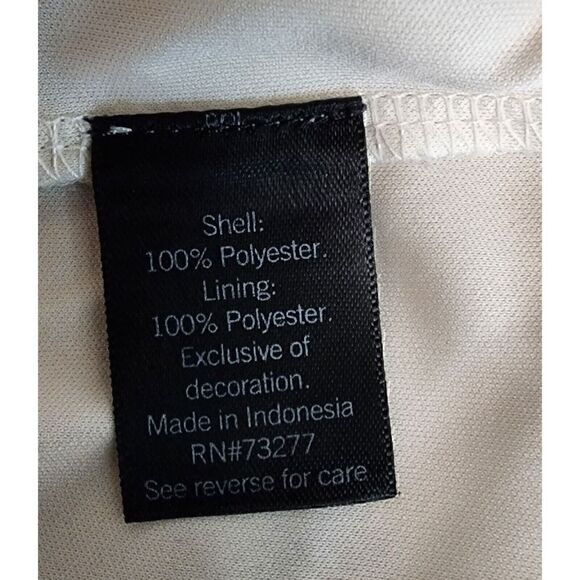 Shell:
100% Polyester.
Lining:
100% Polyester.
Exclusive of
decoration.
Made in Indonesia
RN#73277
See reverse for care